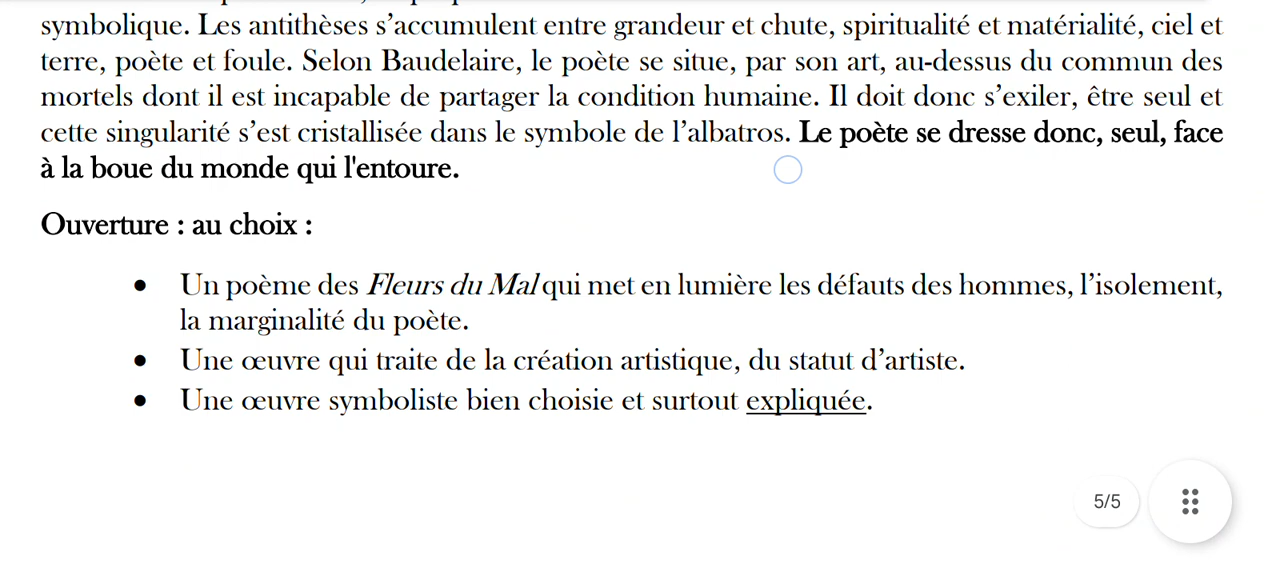 symbolique. Les antithèses s’accumulent entre grandeur et chute, spiritualité et matérialité, ciel et
terre, poète et foule. Selon Baudelaire, le poète se situe, par son art, au-dessus du commun des
mortels dont il est incapable de partager la condition humaine. Il doit donc s’exiler, être seul et
cette singularité s’est cristallisée dans le symbole de l’albatros. Le poète se dresse donc, seul, face
à la boue du monde qui l'entoure.
Ouverture : au choix :
• Un poème des Fleurs du Mal qui met en lumière les défauts des hommes, l’isolement,
la marginalité du poète.
• Une œuvre qui traite de la création artistique, du statut d’artiste.
• Une œuvre symboliste bien choisie et surtout expliquée.
5/5